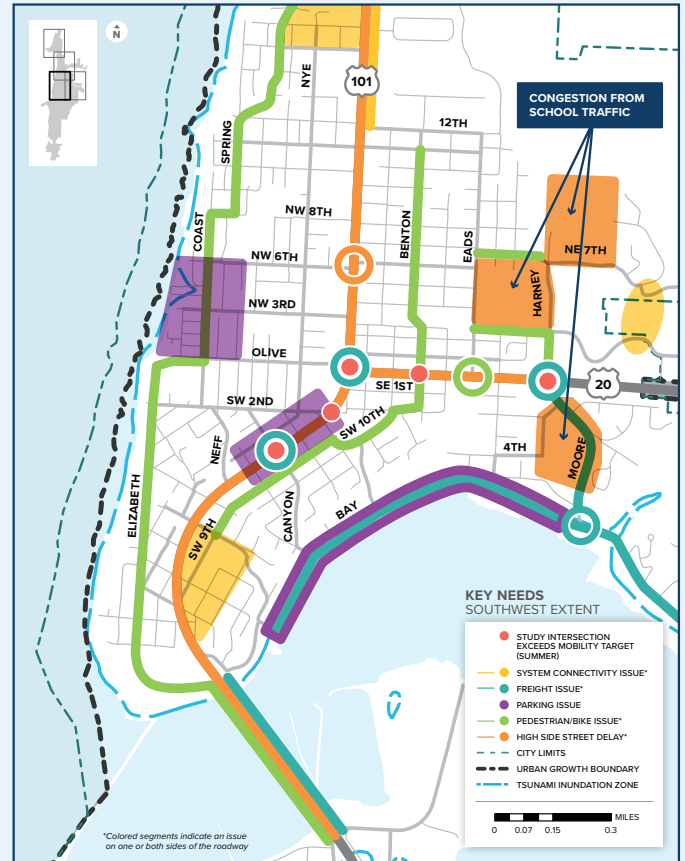 N
NYE
101
CONGESTION FROM
SCHOOL TRAFFIC
12TH
SPRING
NW 8TH
COAST
BENTON
EADS
NE 7TH
NW 6TH
HARNEY
NW 3RD
OLIVE
SE 1ST
20
SW 2ND
SW 10TH
NEFF
4TH
MOORE
ELIZABETH
CANYON
BAY
SW 9TH
KEY NEEDS
SOUTHWEST EXTENT
STUDY INTERSECTION
EXCEEDS MOBILITY TARGET
(SUMMER)
SYSTEM CONNECTIVITY ISSUE*
FREIGHT ISSUE*
PARKING ISSUE
PEDESTRIAN/BIKE ISSUE*
HIGH SIDE STREET DELAY*
CITY LIMITS
URBAN GROWTH BOUNDARY
TSUNAMI INUNDATION ZONE
MILES
0 0.07 0.15 0.3
*Colored segments indicate an issue
on one or both sides of the roadway